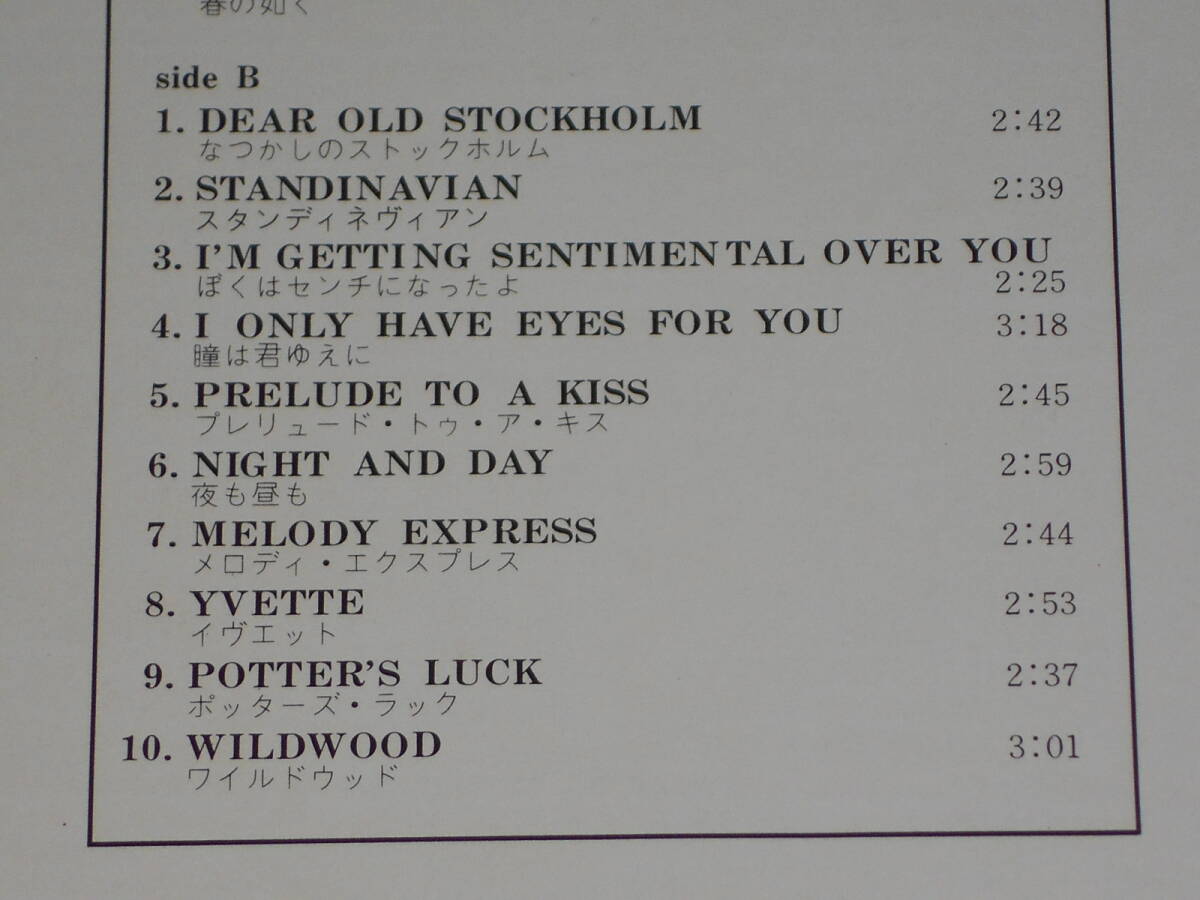 春の如く
side B
1. DEAR OLD STOCKHOLM 2:42
なつかしのストックホルム
2. STANDINAVIAN 2:39
スタンディネヴィアン
3. I'M GETTING SENTIMENTAL OVER YOU
ぼくはセンチになったよ 2:25
4. I ONLY HAVE EYES FOR YOU 3:18
瞳は君ゆえに
5. PRELUDE TO A KISS 2:45
プレリュード・トゥ・ア・キス
6. NIGHT AND DAY 2:59
夜も昼も
7. MELODY EXPRESS 2:44
メロディ・エクスプレス
8. YVETTE 2:53
イヴエット
9. POTTER'S LUCK 2:37
ポッターズ・ラック
10. WILDWOOD 3:01
ワイルドウッド